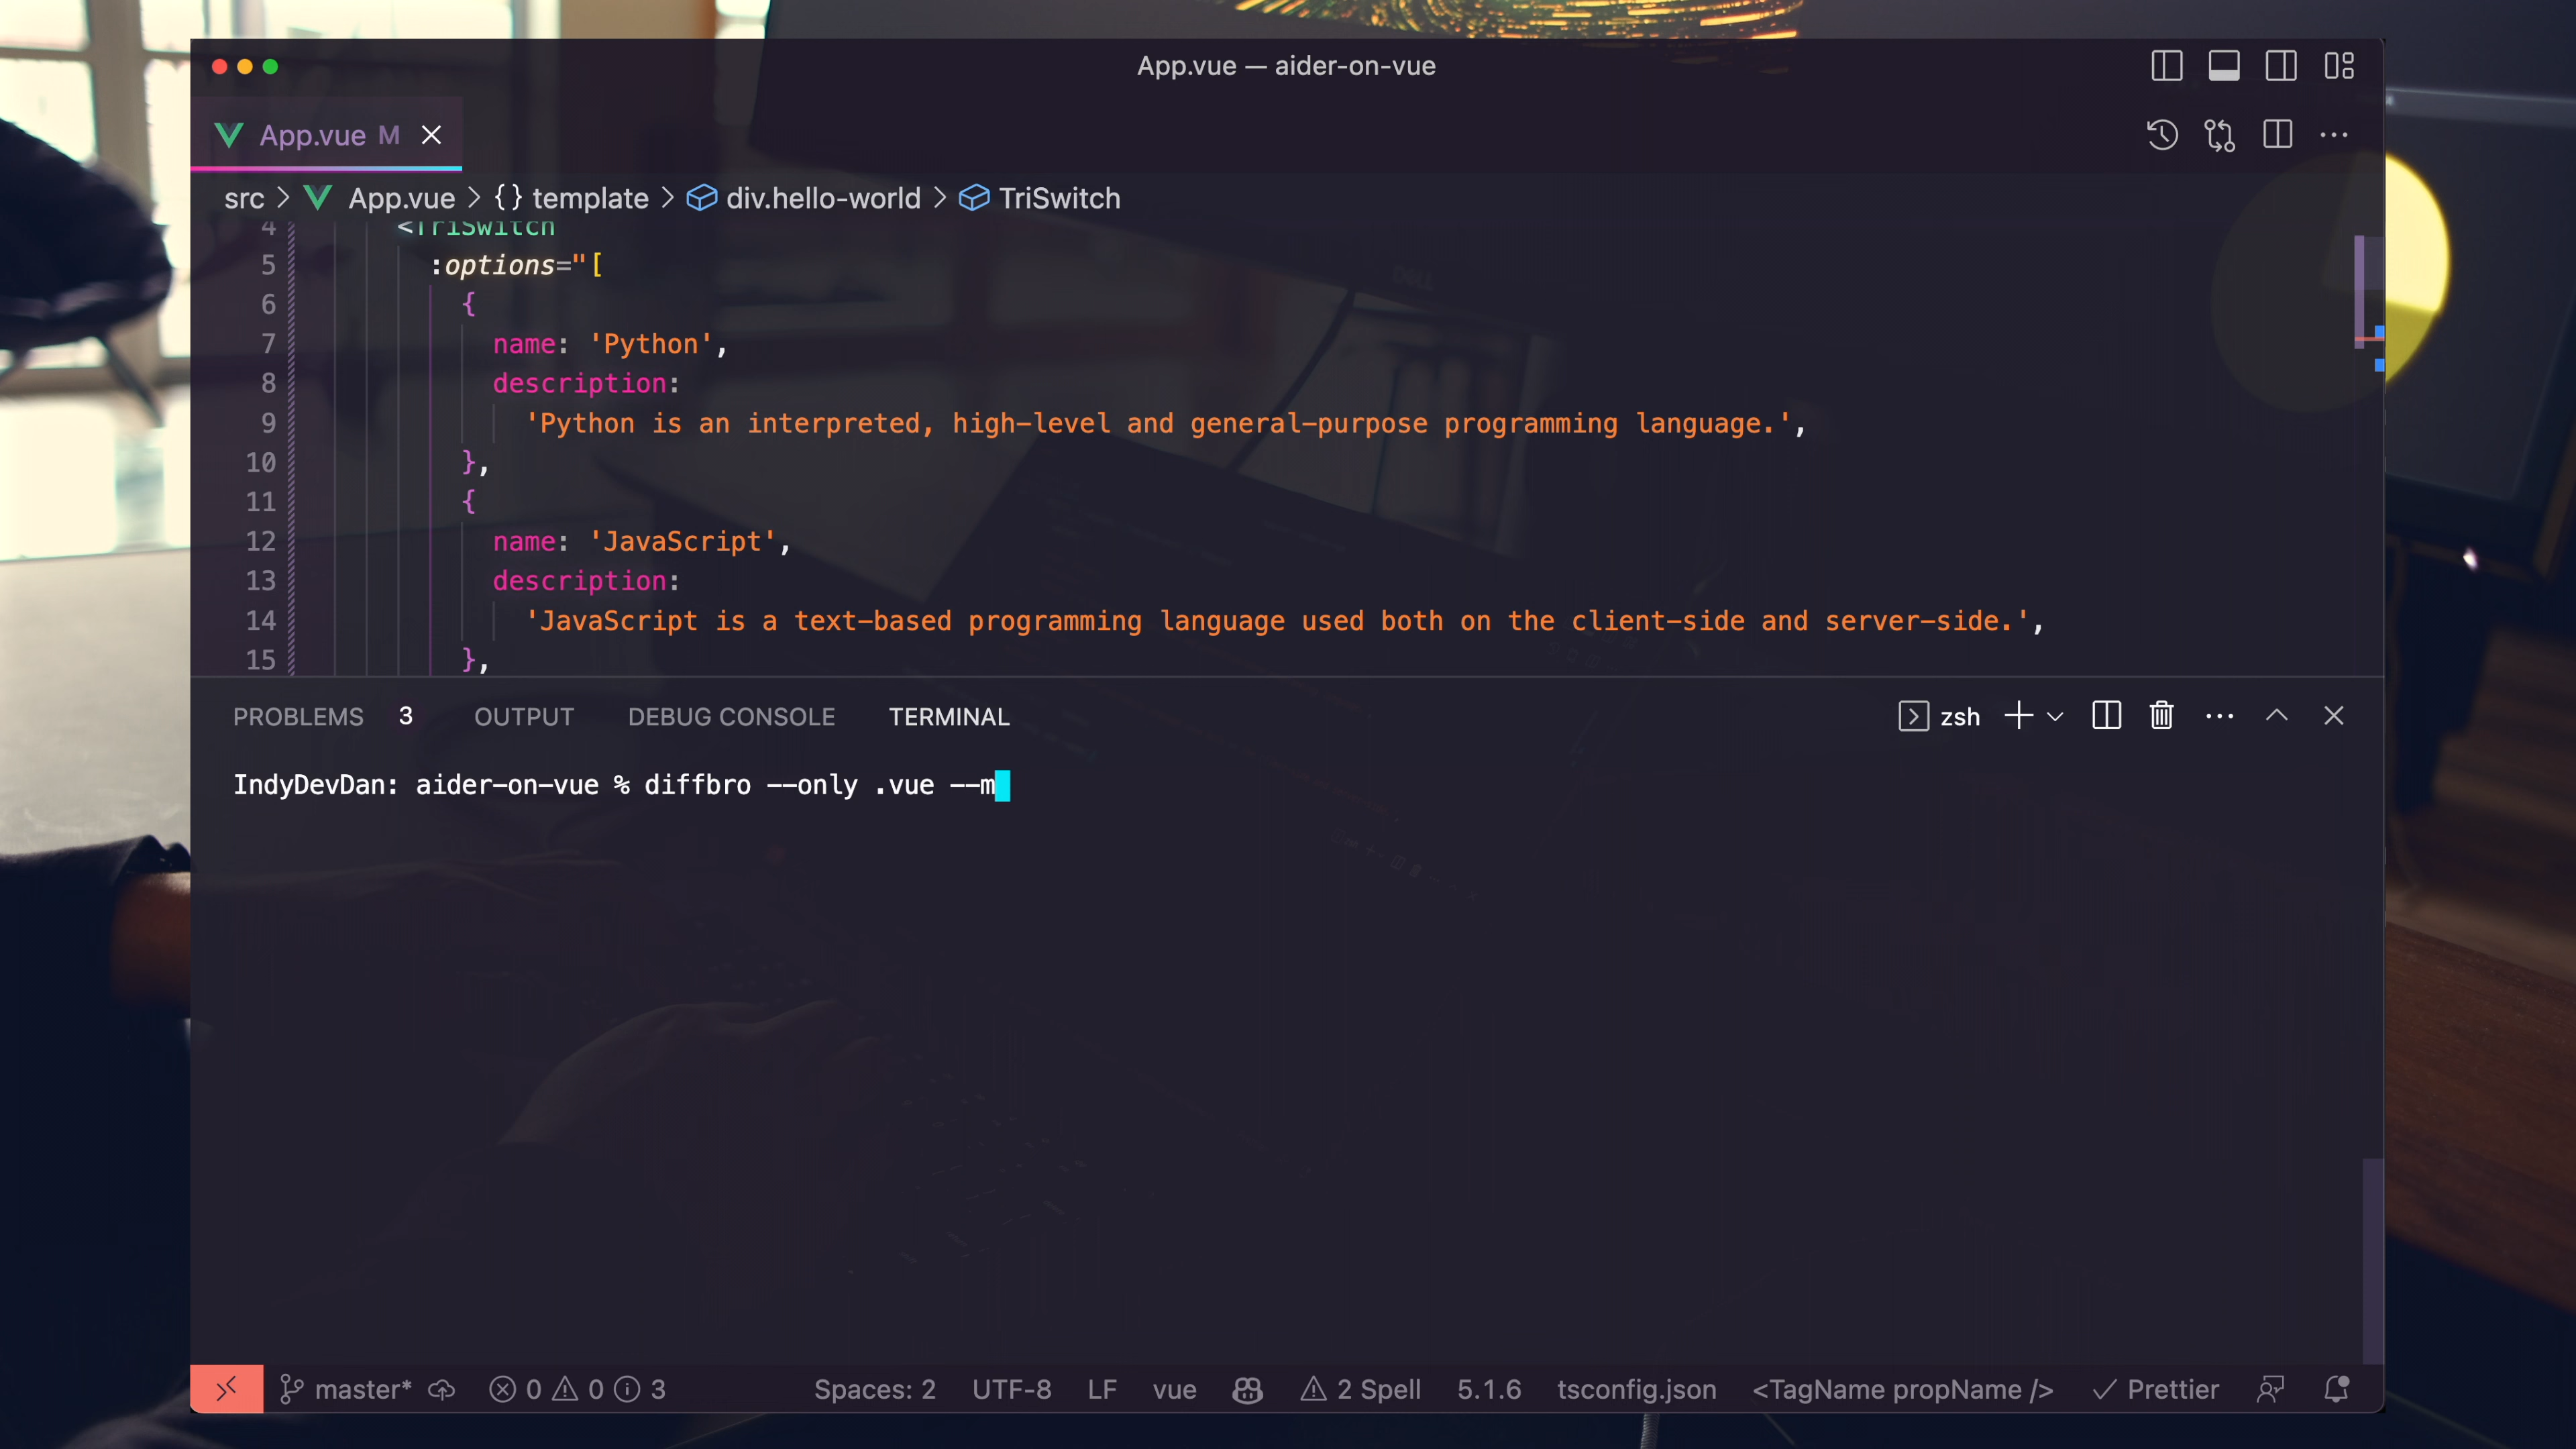 App.vue — aider-on-vue
App.vue M
src > App.vue > {} template > div.hello-world > TriSwitch
4 <TriSwitch
5 :options="[
6 {
7 name: 'Python',
8 description:
9 'Python is an interpreted, high-level and general-purpose programming language.',
10 },
11 {
12 name: 'JavaScript',
13 description:
14 'JavaScript is a text-based programming language used both on the client-side and server-side.',
15 },
PROBLEMS 3 OUTPUT DEBUG CONSOLE TERMINAL zsh
IndyDevDan: aider-on-vue % diffbro --only .vue --m
master* 0 0 3 Spaces: 2 UTF-8 LF vue 2 Spell 5.1.6 tsconfig.json <TagName propName /> Prettier